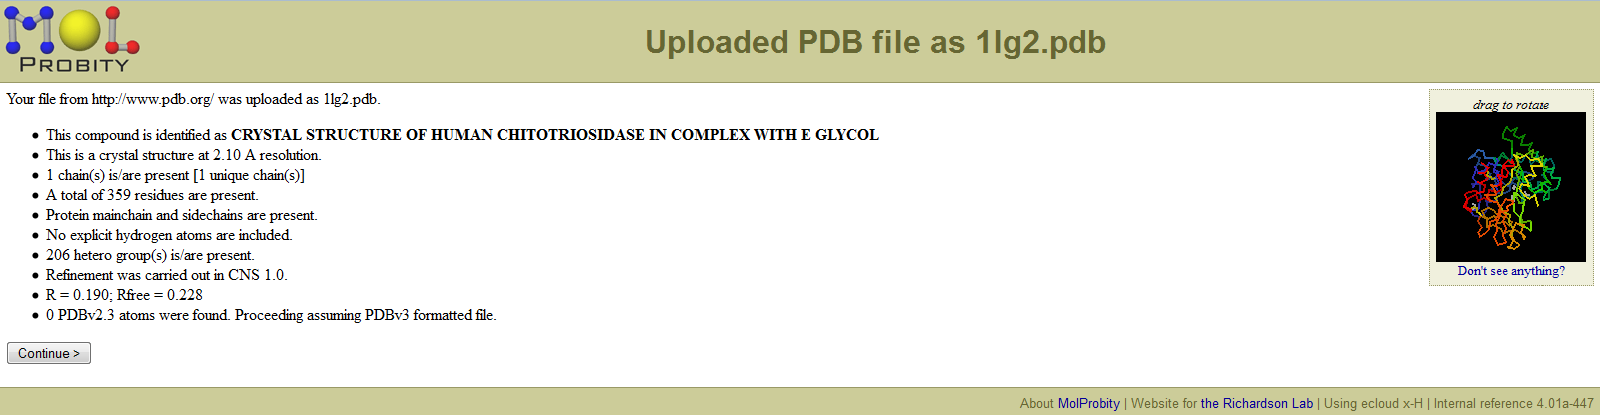 MOL
PROBITY
Uploaded PDB file as 1lg2.pdb
Your file from http://www.pdb.org/ was uploaded as 1lg2.pdb.
drag to rotate
• This compound is identified as CRYSTAL STRUCTURE OF HUMAN CHITOTRIOSIDASE IN COMPLEX WITH E GLYCOL
• This is a crystal structure at 2.10 A resolution.
• 1 chain(s) is/are present [1 unique chain(s)]
• A total of 359 residues are present.
• Protein mainchain and sidechains are present.
• No explicit hydrogen atoms are included.
• 206 hetero group(s) is/are present.
• Refinement was carried out in CNS 1.0.
• R = 0.190; Rfree = 0.228
• 0 PDBv2.3 atoms were found. Proceeding assuming PDBv3 formatted file.
Don't see anything?
Continue >
About MolProbity | Website for the Richardson Lab | Using ecloud x-H | Internal reference 4.01a-447